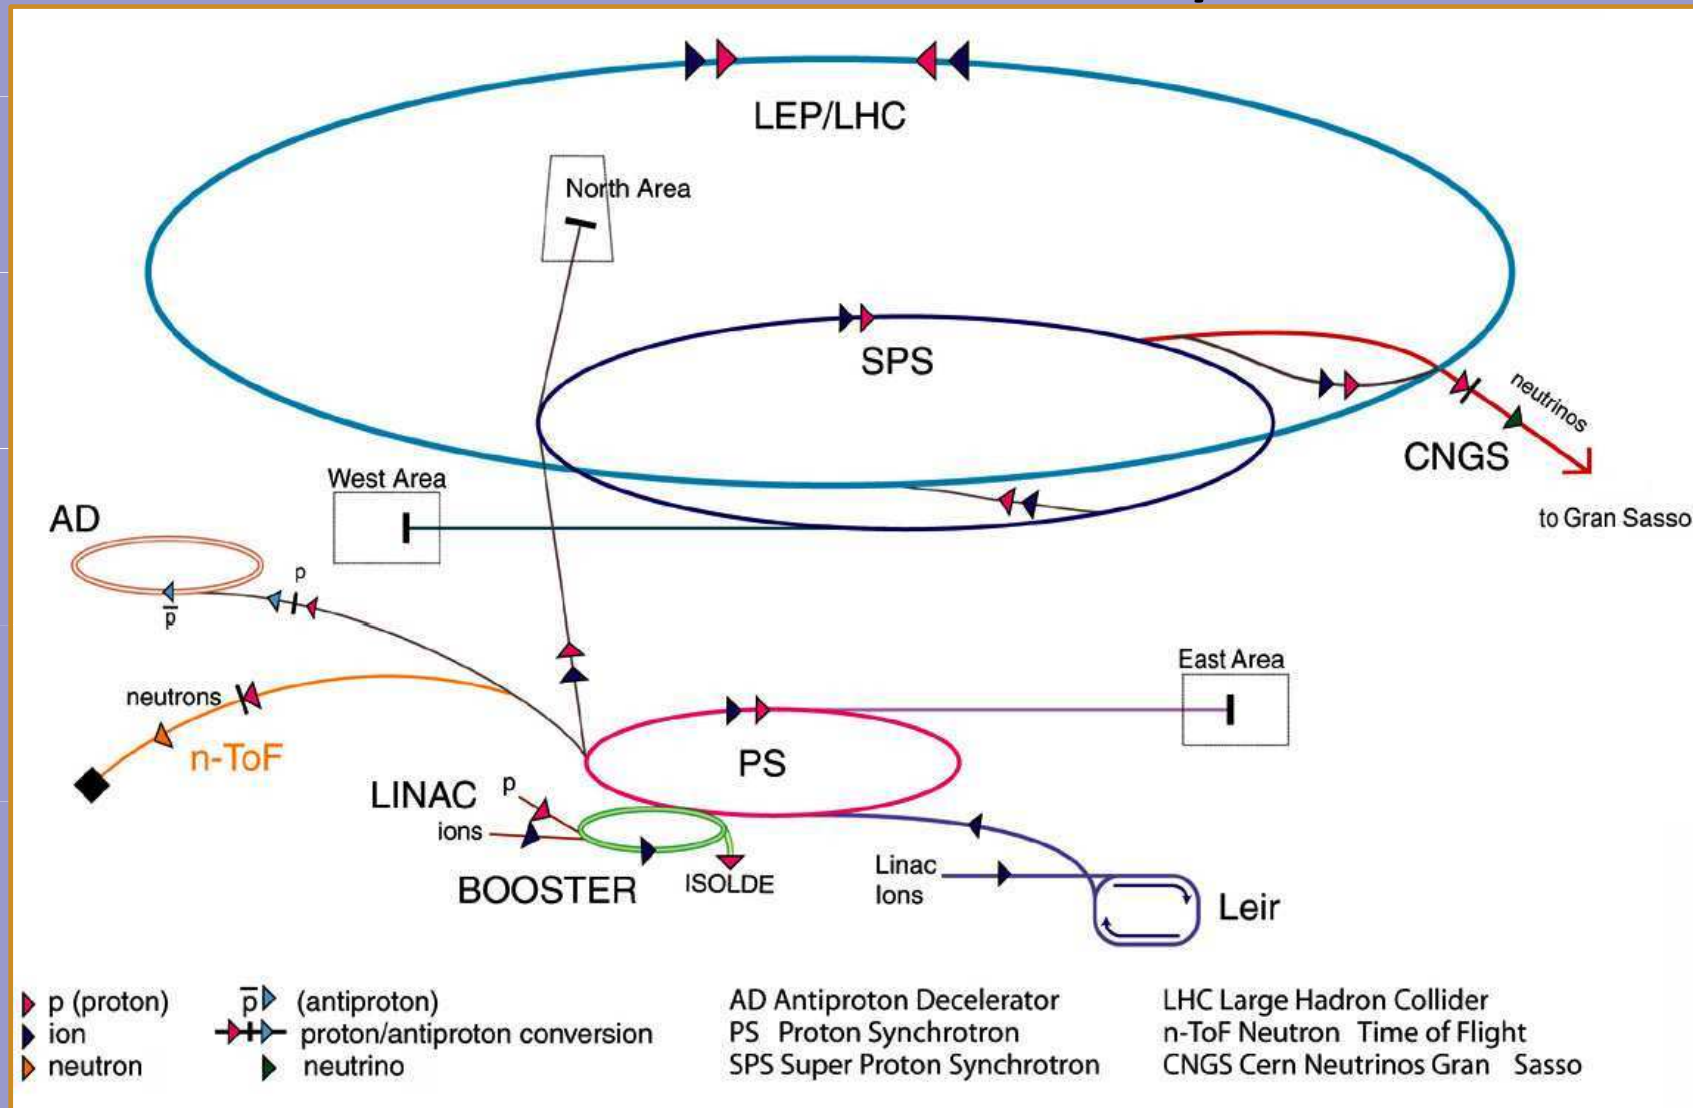 LEP/LHC
North Area
SPS
neutrinos
CNGS
to Gran Sasso
West Area
AD
p
p̅
neutrons
n-ToF
East Area
PS
LINAC
p
ions
BOOSTER
ISOLDE
Linac
Ions
Leir
p (proton)
ion
neutron
p̅ (antiproton)
proton/antiproton conversion
neutrino
AD Antiproton Decelerator
PS Proton Synchrotron
SPS Super Proton Synchrotron
LHC Large Hadron Collider
n-ToF Neutron Time of Flight
CNGS Cern Neutrinos Gran Sasso